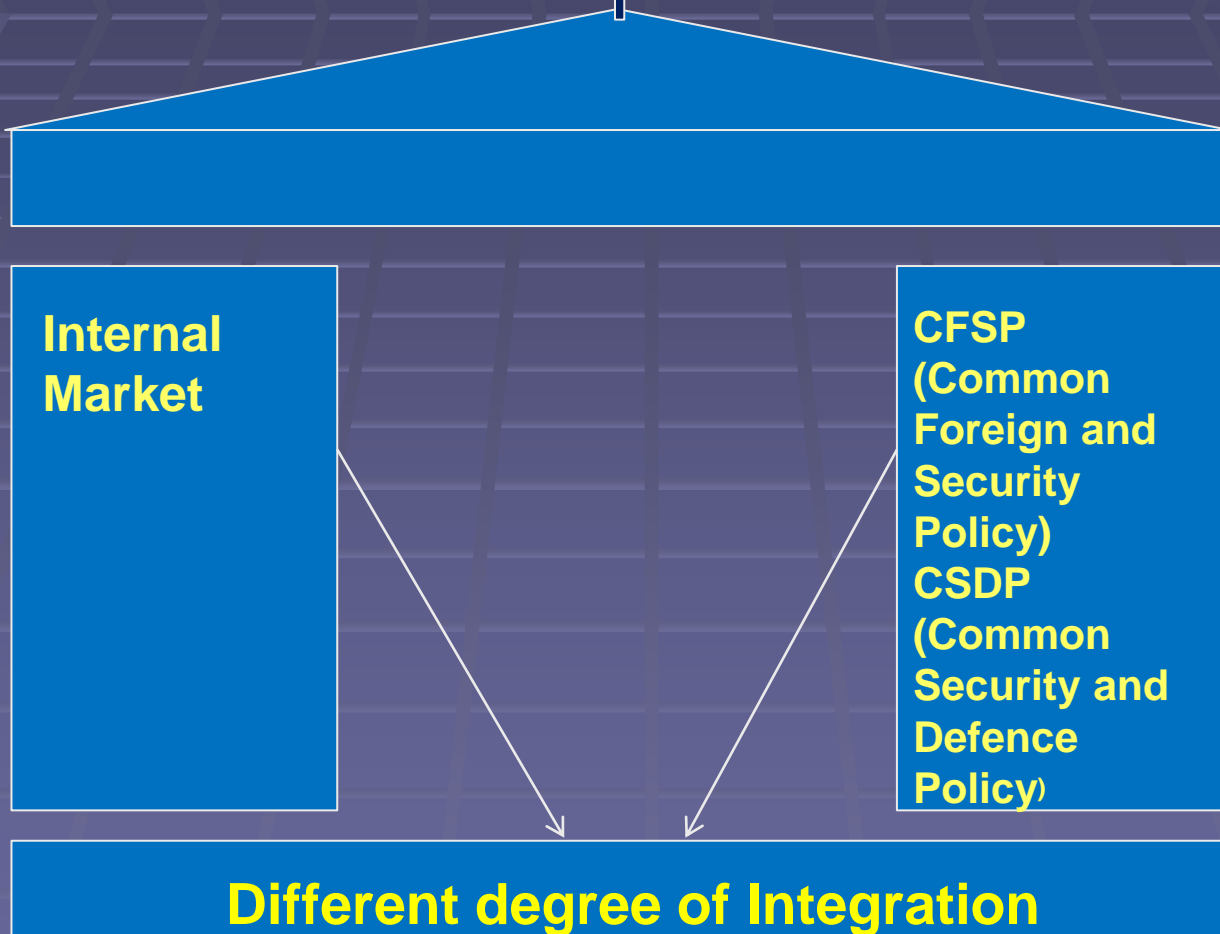 Internal
Market
CFSP
(Common
Foreign and
Security
Policy)
CSDP
(Common
Security and
Defence
Policy)
Different degree of Integration